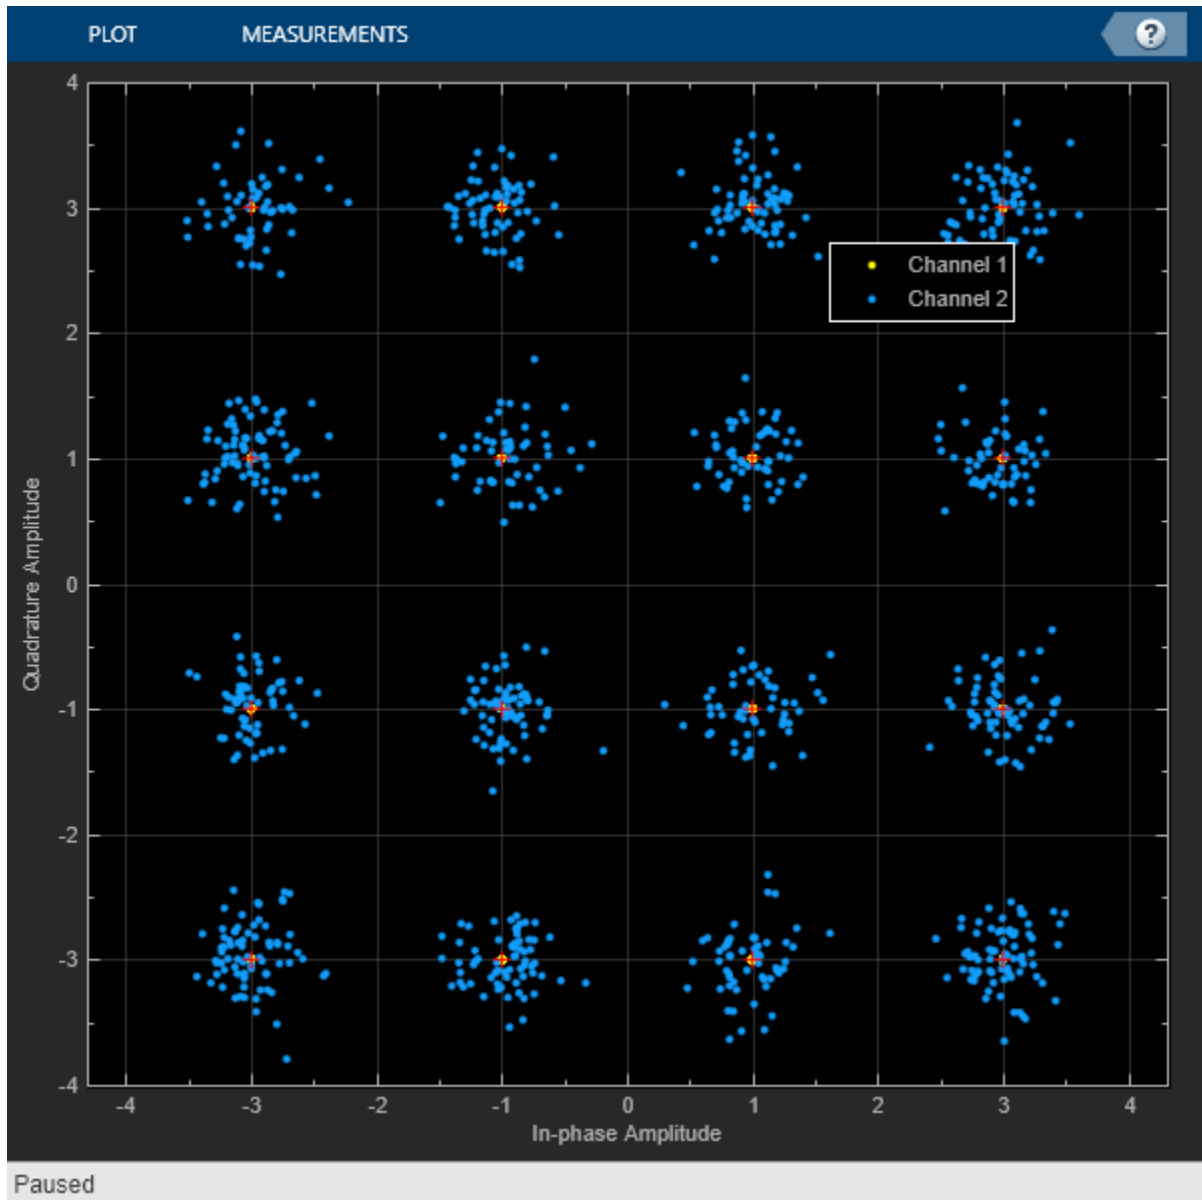 PLOT MEASUREMENTS ?
4
3
Channel 1
Channel 2
2
1
0
-1
-2
-3
-4
Quadrature Amplitude
-4 -3 -2 -1 0 1 2 3 4
In-phase Amplitude
Paused